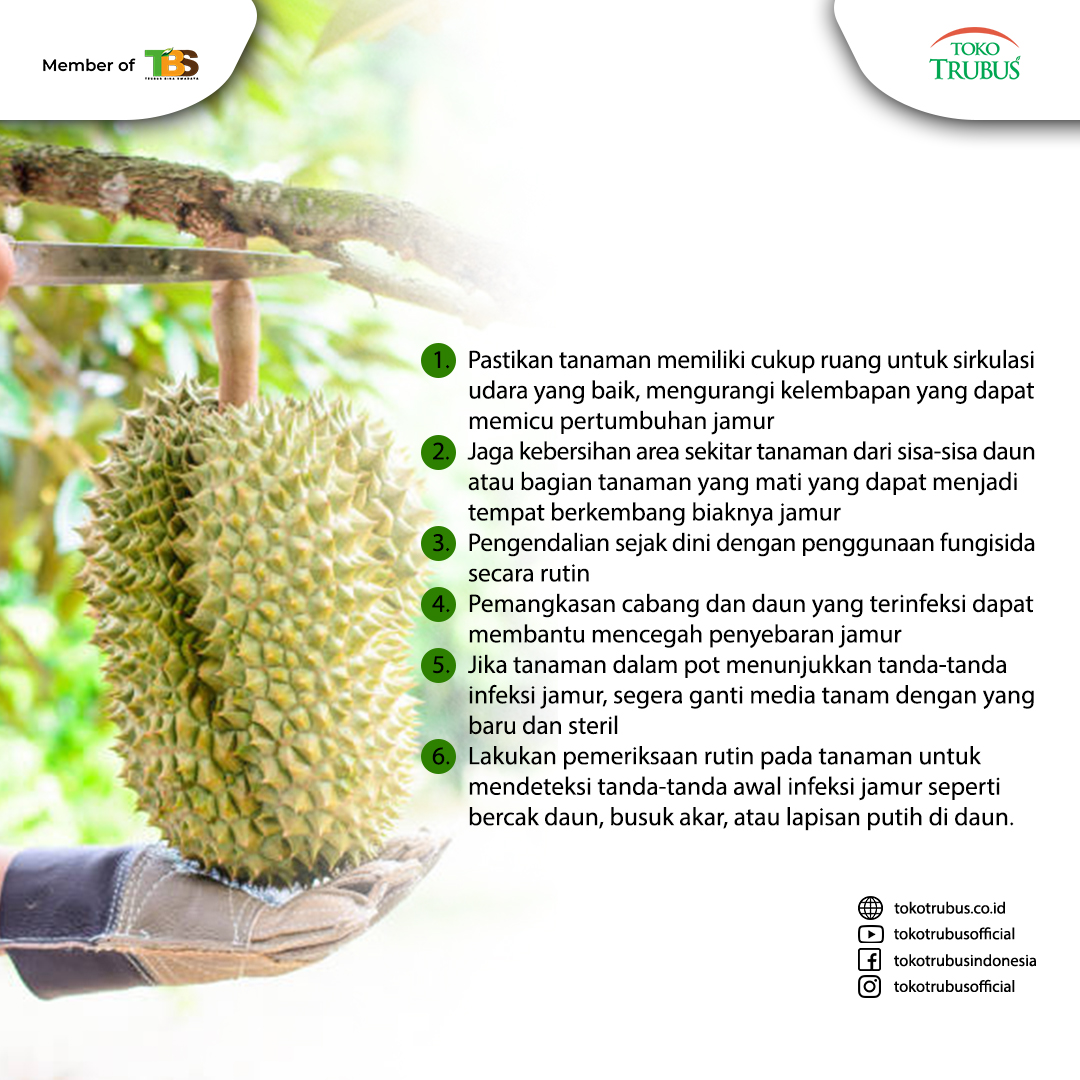 Member of TBS
TOKO
TRUBUS
1. Pastikan tanaman memiliki cukup ruang untuk sirkulasi
udara yang baik, mengurangi kelembapan yang dapat
memicu pertumbuhan jamur
2. Jaga kebersihan area sekitar tanaman dari sisa-sisa daun
atau bagian tanaman yang mati yang dapat menjadi
tempat berkembang biaknya jamur
3. Pengendalian sejak dini dengan penggunaan fungisida
secara rutin
4. Pemangkasan cabang dan daun yang terinfeksi dapat
membantu mencegah penyebaran jamur
5. Jika tanaman dalam pot menunjukkan tanda-tanda
infeksi jamur, segera ganti media tanam dengan yang
baru dan steril
6. Lakukan pemeriksaan rutin pada tanaman untuk
mendeteksi tanda-tanda awal infeksi jamur seperti
bercak daun, busuk akar, atau lapisan putih di daun.
tokotrubus.co.id
tokotrubusofficial
tokotrubusindonesia
tokotrubusofficial